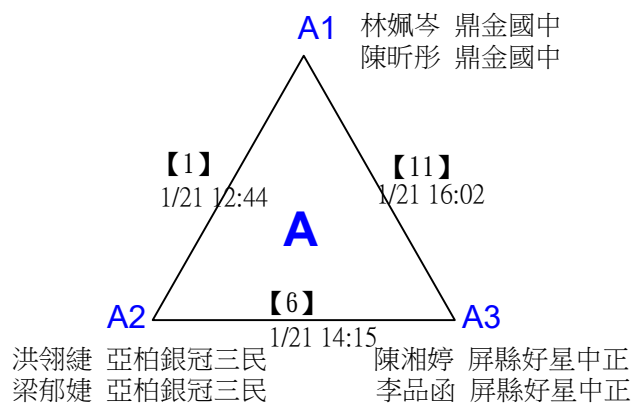 A1
林姵岑 鼎金國中
陳昕彤 鼎金國中
【1】
1/21 12:44
【11】
1/21 16:02
A
【6】
1/21 14:15
A2
A3
洪翎緁 亞柏銀冠三民
梁郁婕 亞柏銀冠三民
陳湘婷 屏縣好星中正
李品函 屏縣好星中正